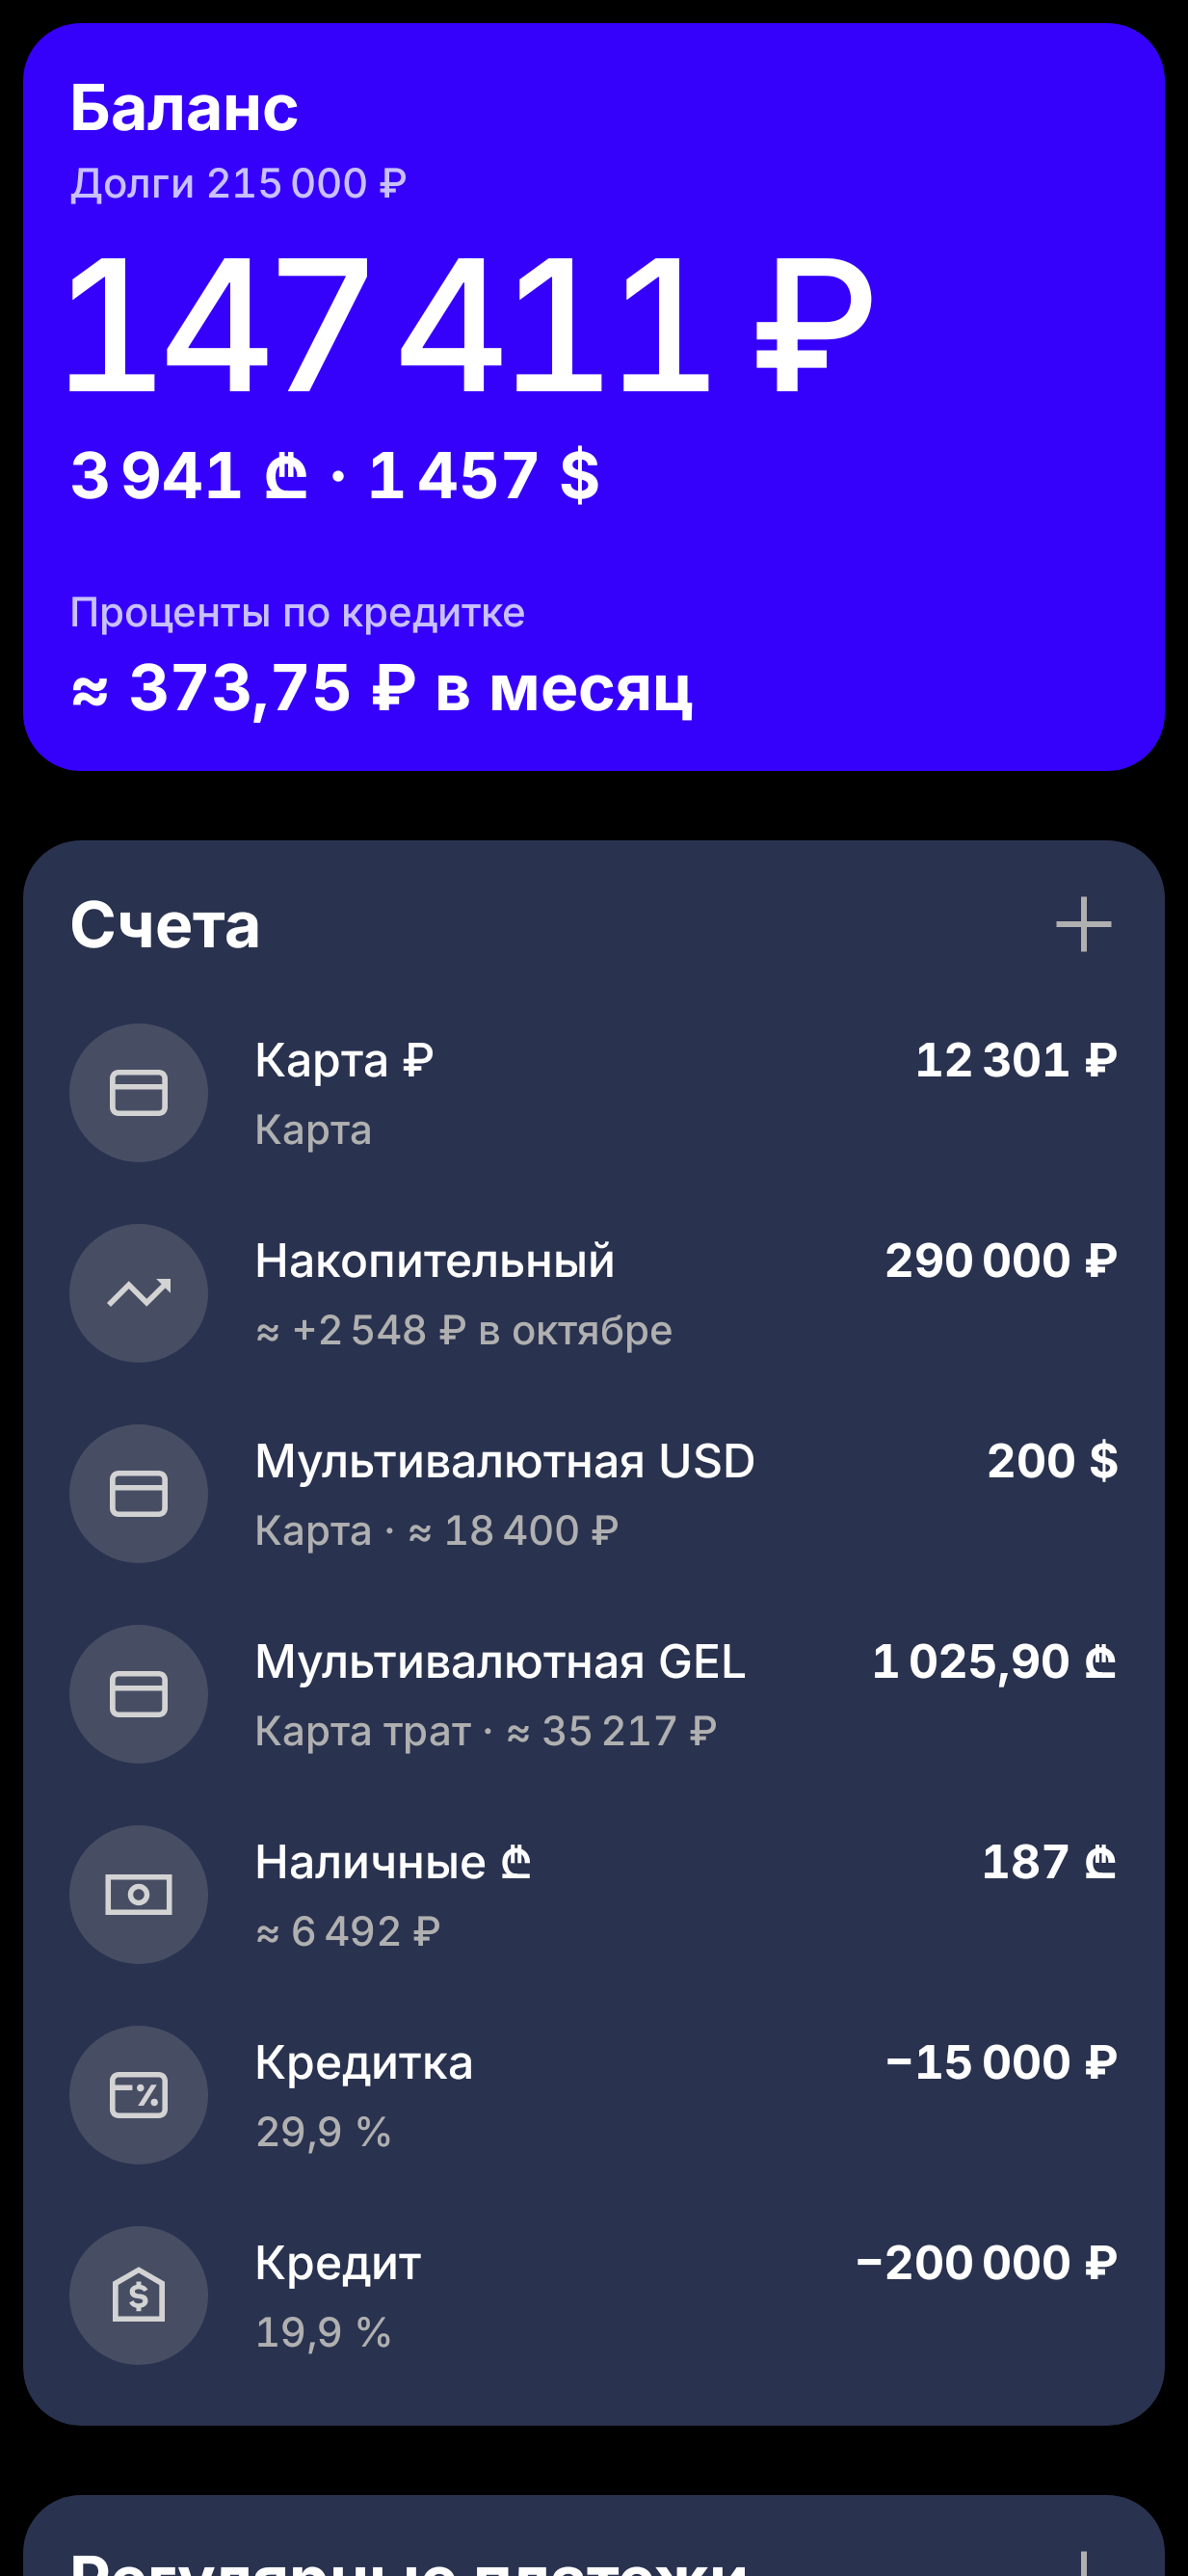 Баланс
Долги 215 000 ₽
147 411 ₽
3 941 ₾ · 1 457 $
Проценты по кредитке
≈ 373,75 ₽ в месяц
Счета
Карта ₽
12 301 ₽
Карта
Накопительный
290 000 ₽
≈ +2 548 ₽ в октябре
Мультивалютная USD
200 $
Карта · ≈ 18 400 ₽
Мультивалютная GEL
1 025,90 ₾
Карта трат · ≈ 35 217 ₽
Наличные ₾
187 ₾
≈ 6 492 ₽
Кредитка
−15 000 ₽
29,9 %
Кредит
−200 000 ₽
19,9 %
Регулярные платежи